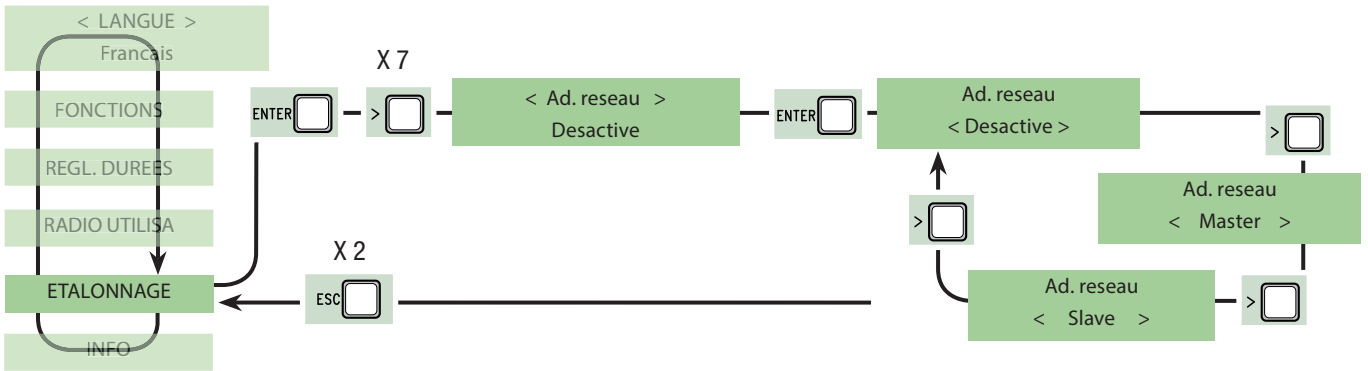 < LANGUE >
Francais
FONCTIONS
REGL. DUREES
RADIO UTILISA
ETALONNAGE
INFO
ENTER
X 7
>
< Ad. reseau >
Desactive
ENTER
Ad. reseau
< Desactive >
>
Ad. reseau
< Master >
>
Ad. reseau
< Slave >
>
X 2
ESC